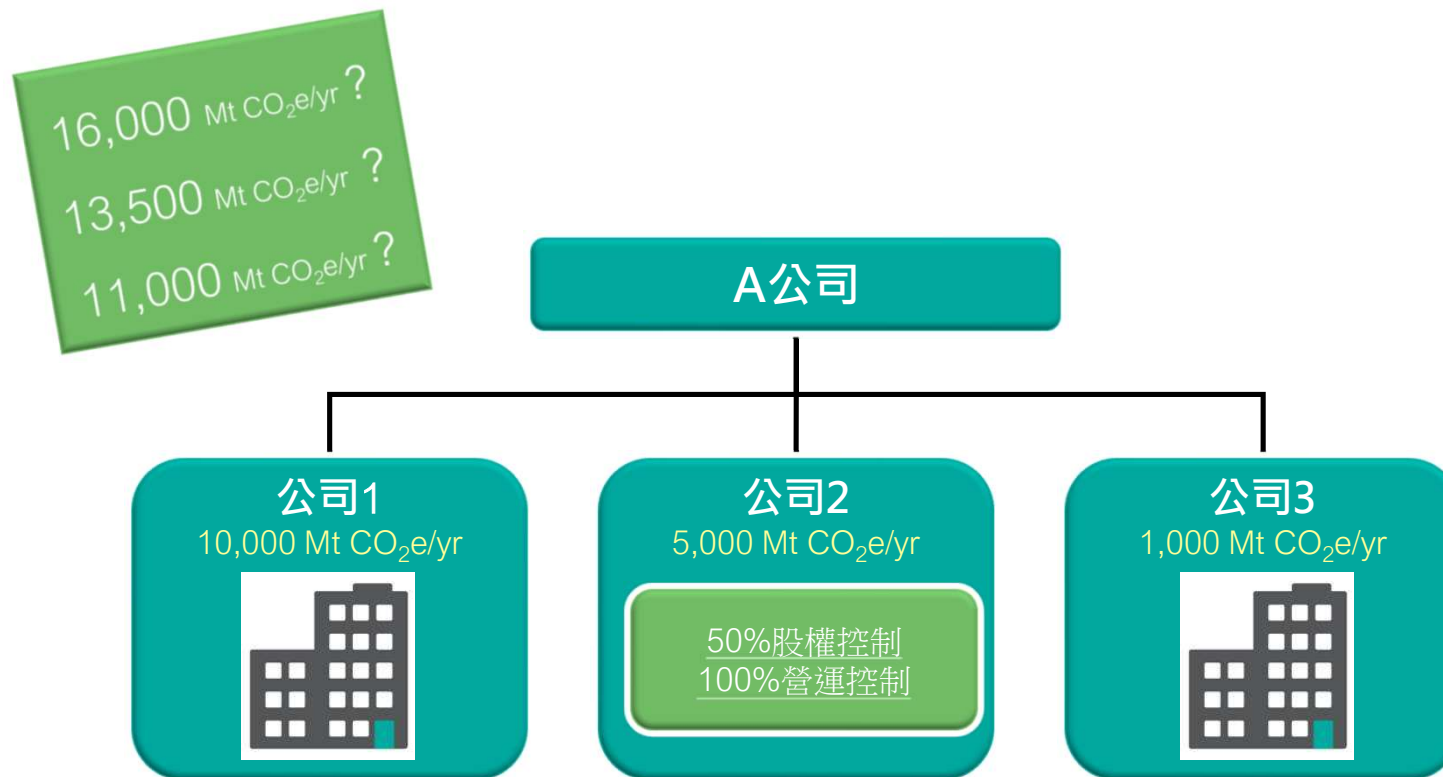 16,000 Mt CO₂e/yr ?
13,500 Mt CO₂e/yr ?
11,000 Mt CO₂e/yr ?
A公司
公司1
10,000 Mt CO₂e/yr
公司2
5,000 Mt CO₂e/yr
50%股權控制
100%營運控制
公司3
1,000 Mt CO₂e/yr